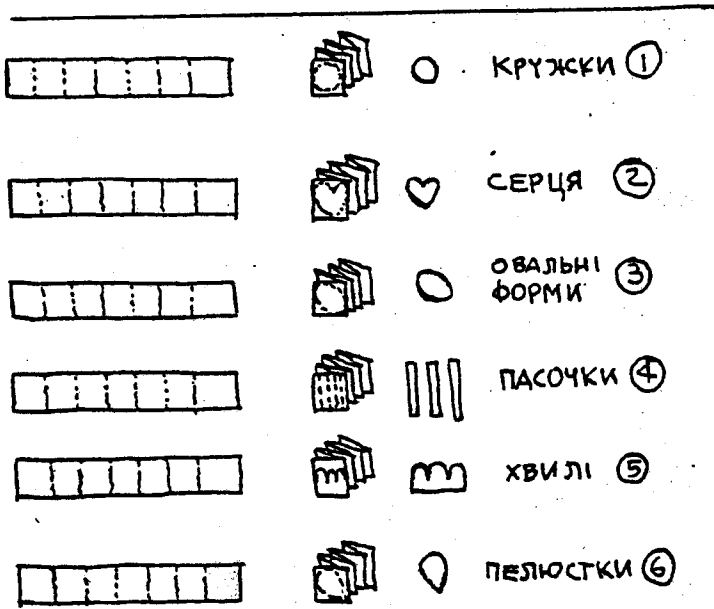 КРУЖКИ 1
СЕРЦЯ 2
ОВАЛЬНІ
ФОРМИ 3
ПАСОЧКИ 4
ХВИЛІ 5
ПЕЛЮСТКИ 6